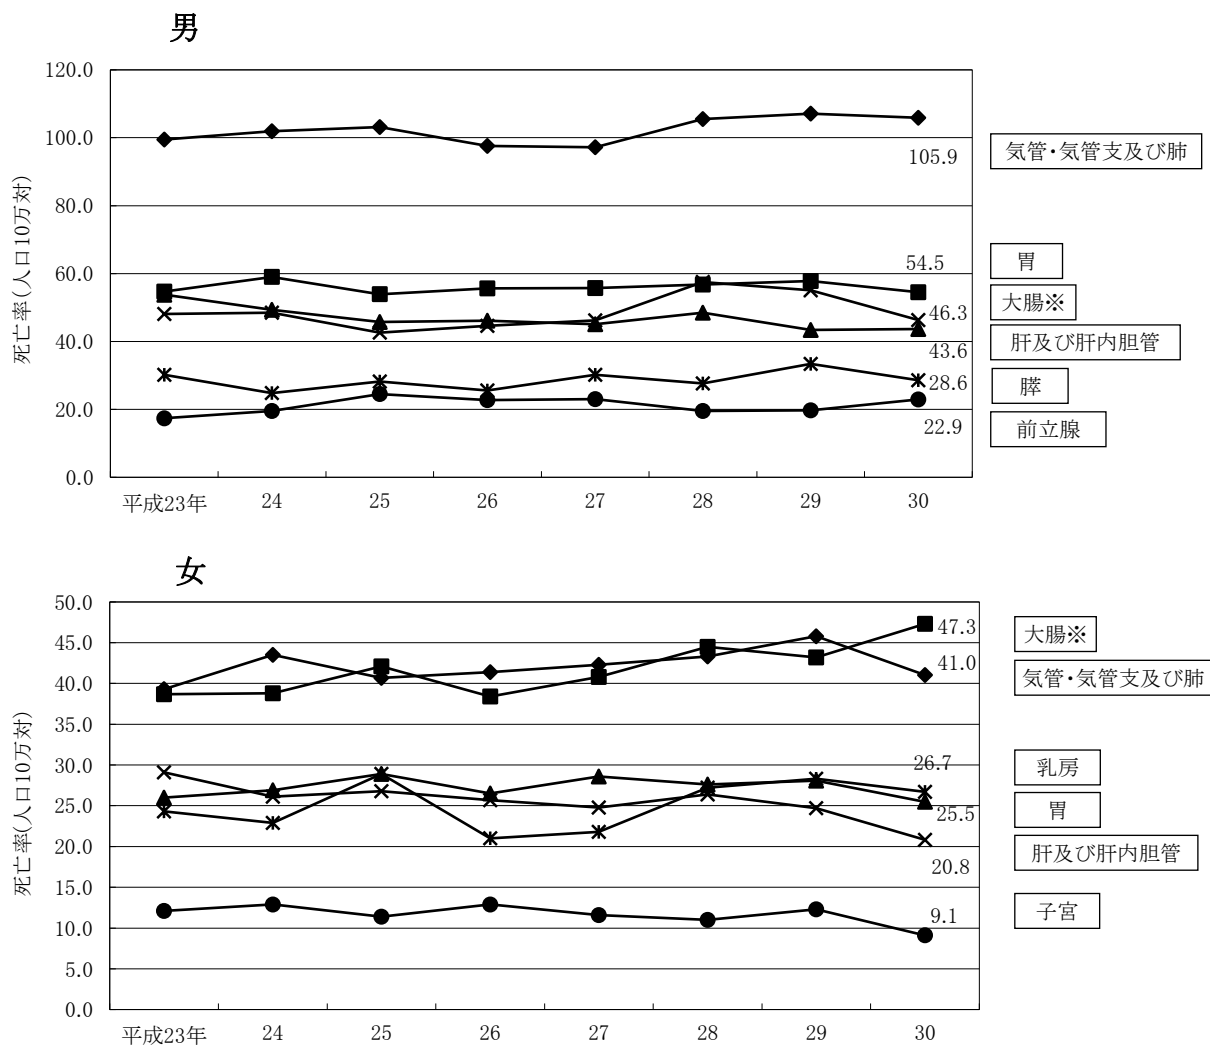 男
120.0
100.0
80.0
60.0
40.0
20.0
0.0
死亡率(人口10万対)
105.9
54.5
46.3
43.6
28.6
22.9
気管・気管支及び肺
胃
大腸※
肝及び肝内胆管
膵
前立腺
平成23年 24 25 26 27 28 29 30
女
50.0
45.0
40.0
35.0
30.0
25.0
20.0
15.0
10.0
5.0
0.0
死亡率(人口10万対)
47.3
41.0
26.7
25.5
20.8
9.1
大腸※
気管・気管支及び肺
乳房
胃
肝及び肝内胆管
子宮
平成23年 24 25 26 27 28 29 30